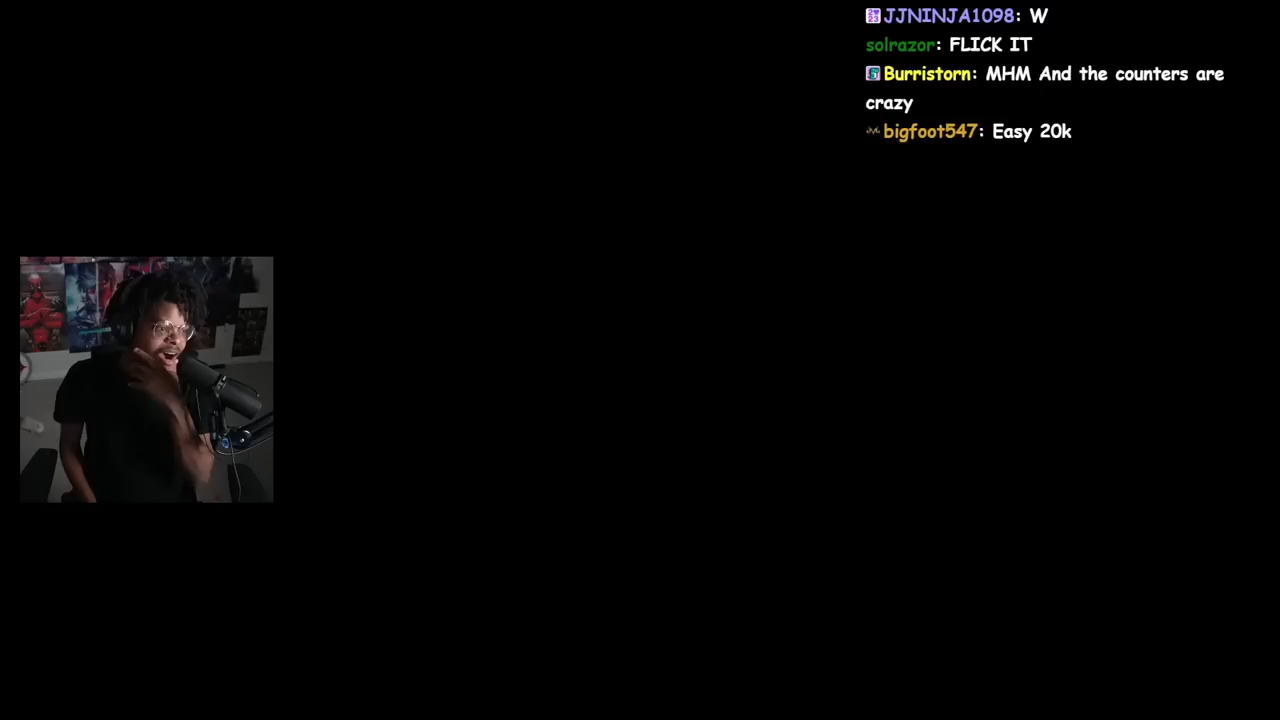 JJNINJA1098: W
solrazor: FLICK IT
Burristorn: MHM And the counters are
crazy
bigfoot547: Easy 20k